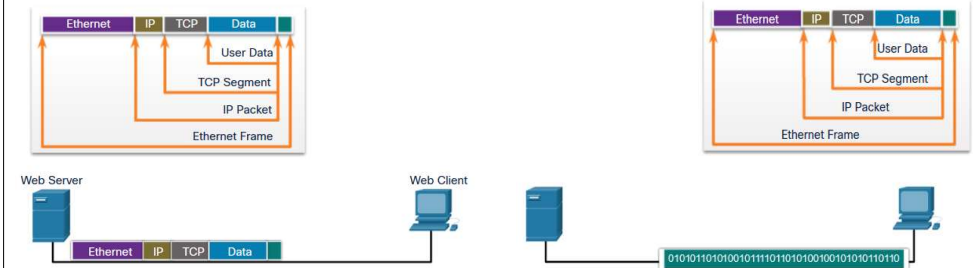 Ethernet IP TCP Data
User Data
TCP Segment
IP Packet
Ethernet Frame
Web Server
Web Client
Ethernet IP TCP Data
Ethernet IP TCP Data
User Data
TCP Segment
IP Packet
Ethernet Frame
010101101010010111101101010010010101010110110